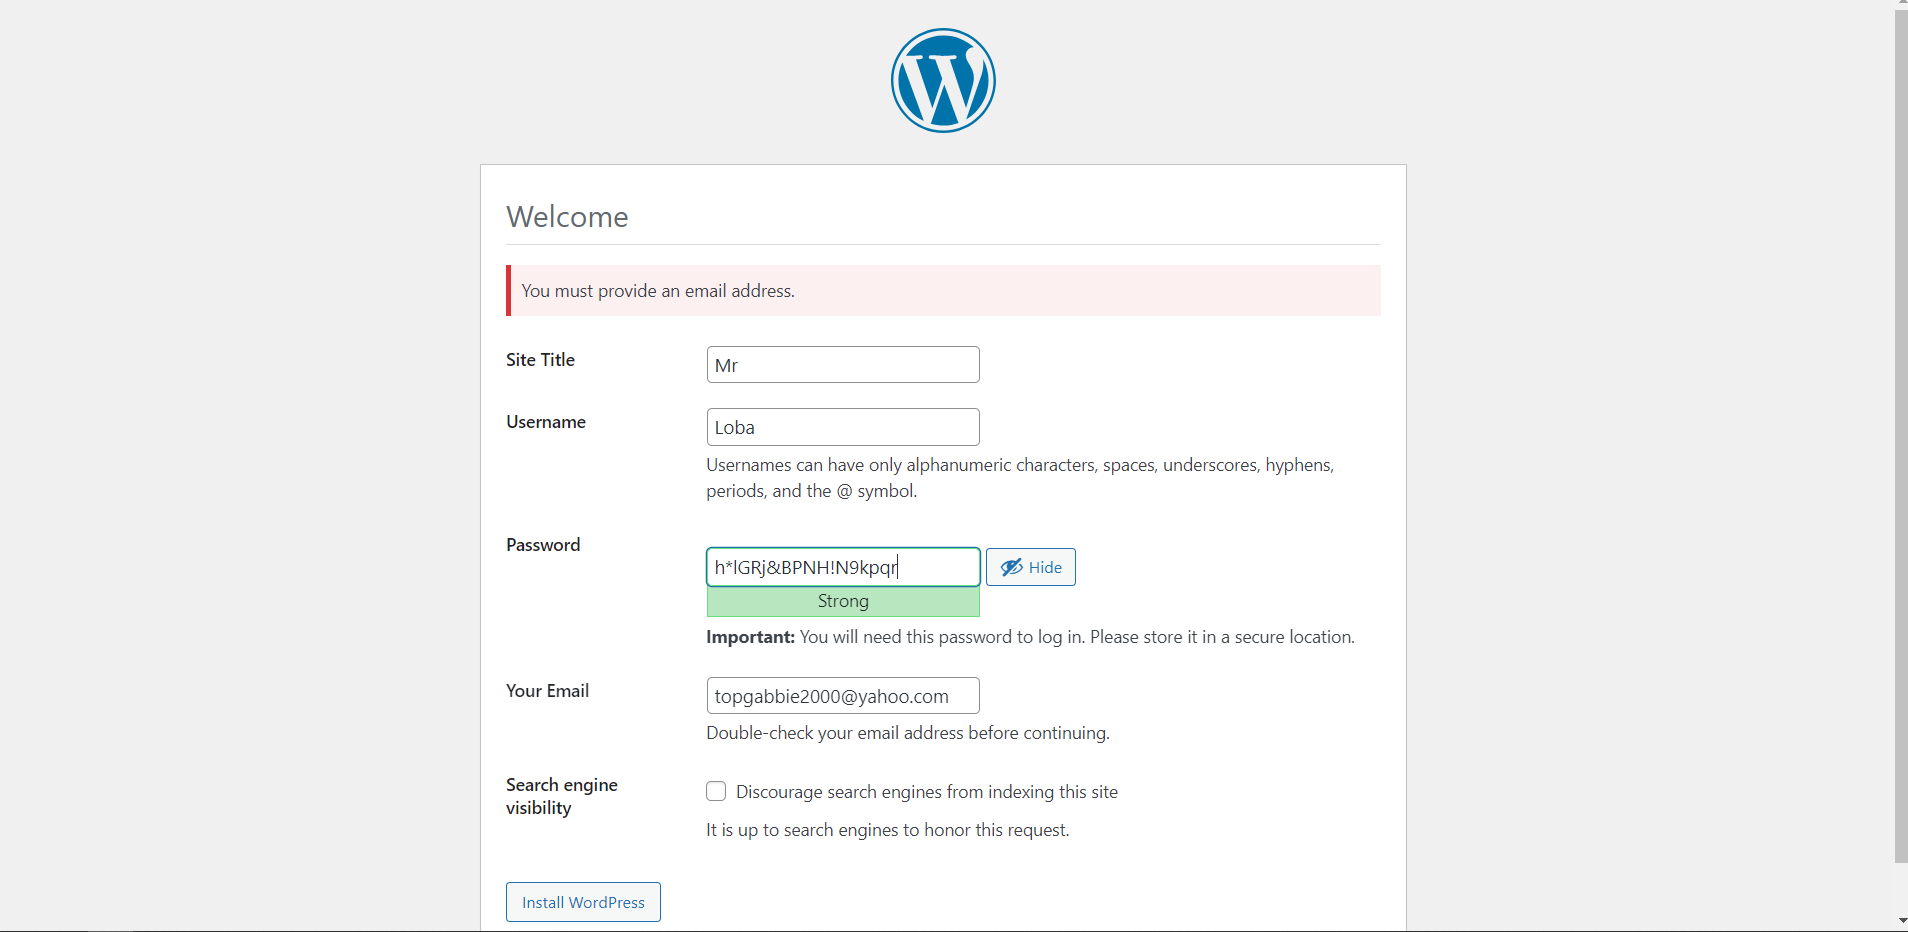 Welcome
You must provide an email address.
Site Title
Mr
Username
Loba
Usernames can have only alphanumeric characters, spaces, underscores, hyphens,
periods, and the @ symbol.
Password
h*lGRj&BPNH!N9kpqr
Hide
Strong
Important: You will need this password to log in. Please store it in a secure location.
Your Email
topgabbie2000@yahoo.com
Double-check your email address before continuing.
Search engine
visibility
Discourage search engines from indexing this site
It is up to search engines to honor this request.
Install WordPress